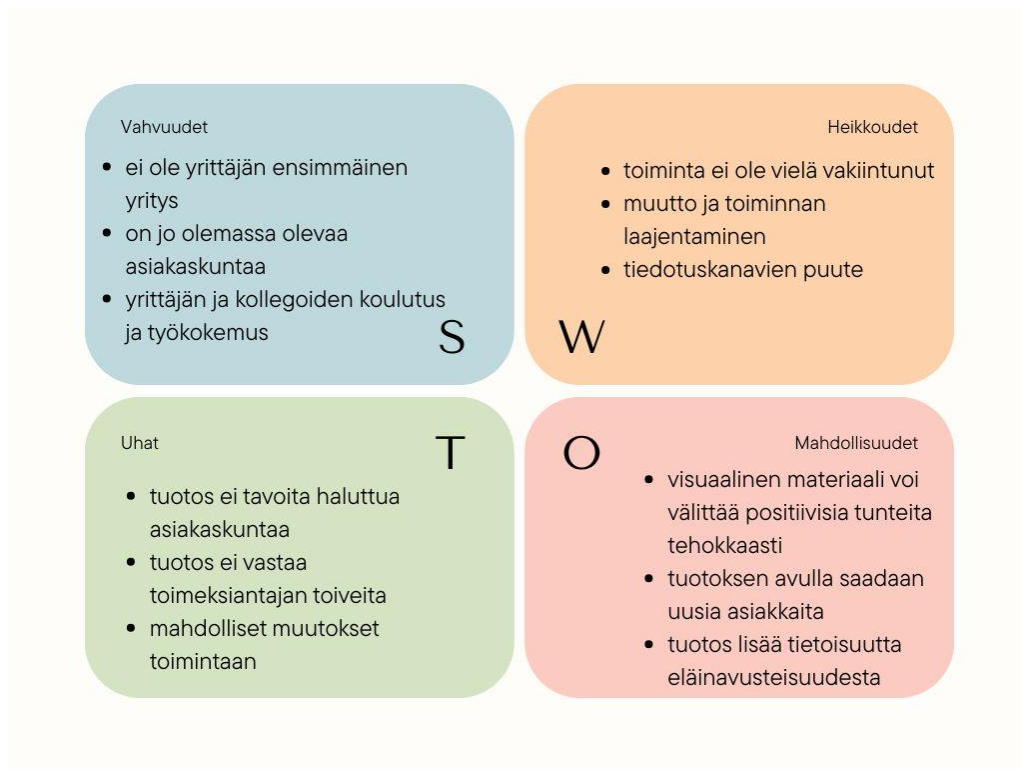 Vahvuudet
• ei ole yrittäjän ensimmäinen
yritys
• on jo olemassa olevaa
asiakaskuntaa
• yrittäjän ja kollegoiden koulutus
ja työkokemus
S
Heikkoudet
• toiminta ei ole vielä vakiintunut
• muutto ja toiminnan
laajentaminen
• tiedotuskanavien puute
W
Uhat
T
• tuotos ei tavoita haluttua
asiakaskuntaa
• tuotos ei vastaa
toimeksiantajan toiveita
• mahdolliset muutokset
toimintaan
O
Mahdollisuudet
• visuaalinen materiaali voi
välittää positiivisia tunteita
tehokkaasti
• tuotoksen avulla saadaan
uusia asiakkaita
• tuotos lisää tietoisuutta
eläinavusteisuudesta